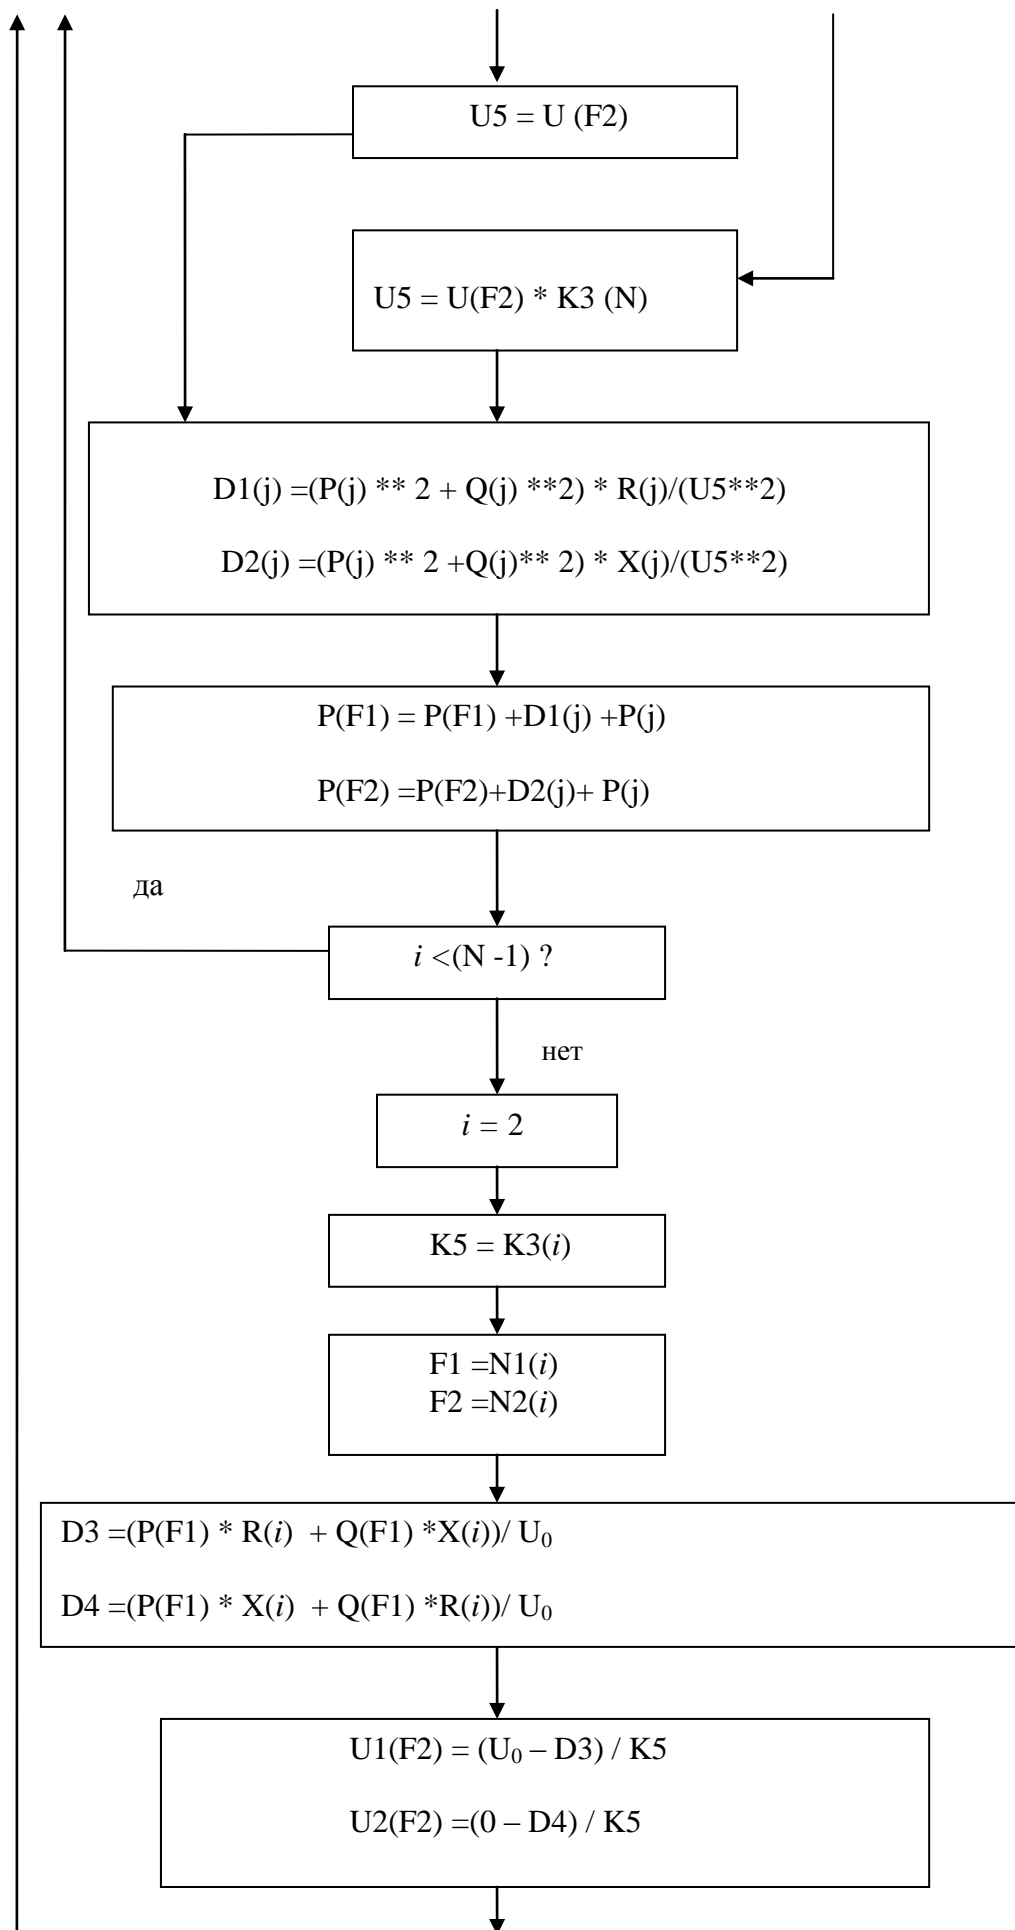 U5 = U (F2)
U5 = U(F2) * K3 (N)
D1(j) =(P(j) ** 2 + Q(j) **2) * R(j)/(U5**2)
D2(j) =(P(j) ** 2 +Q(j)** 2) * X(j)/(U5**2)
P(F1) = P(F1) +D1(j) +P(j)
P(F2) =P(F2)+D2(j)+ P(j)
да
i <(N -1) ?
нет
i = 2
K5 = K3(i)
F1 =N1(i)
F2 =N2(i)
D3 =(P(F1) * R(i) + Q(F1) *X(i))/ U₀
D4 =(P(F1) * X(i) + Q(F1) *R(i))/ U₀
U1(F2) = (U₀ – D3) / K5
U2(F2) =(0 – D4) / K5